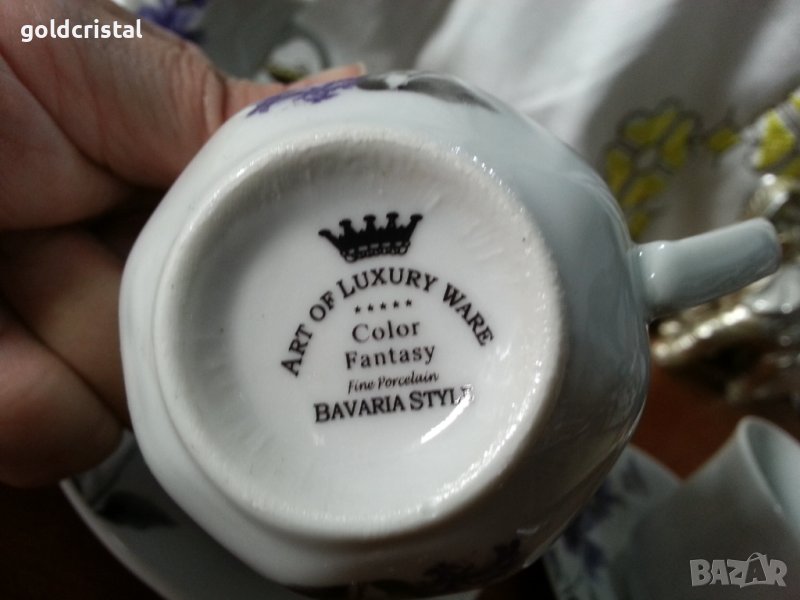 goldcristal
ART OF LUXURY WARE
★★★★★
Color
Fantasy
Fine Porcelain
BAVARIA STYLE
BAZAR